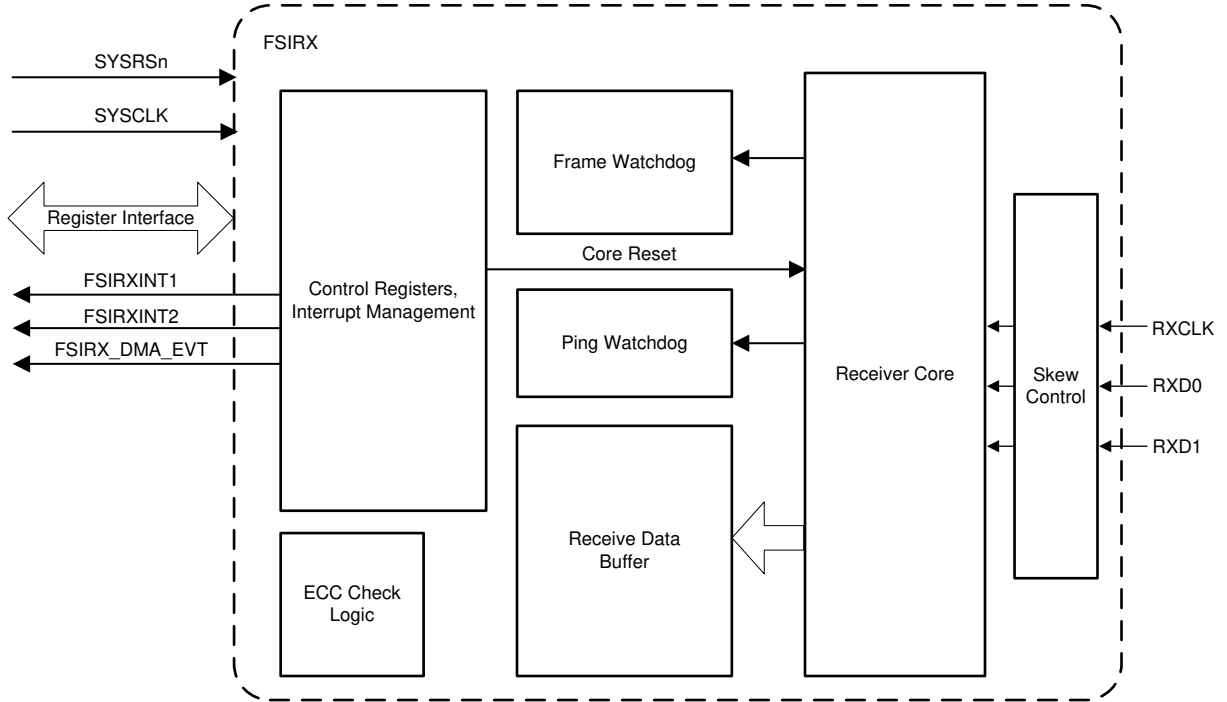 FSIRX
SYSRSn
SYSCLK
Register Interface
FSIRXINT1
FSIRXINT2
FSIRX_DMA_EVT
Control Registers,
Interrupt Management
ECC Check
Logic
Frame Watchdog
Core Reset
Ping Watchdog
Receive Data
Buffer
Receiver Core
Skew
Control
RXCLK
RXD0
RXD1